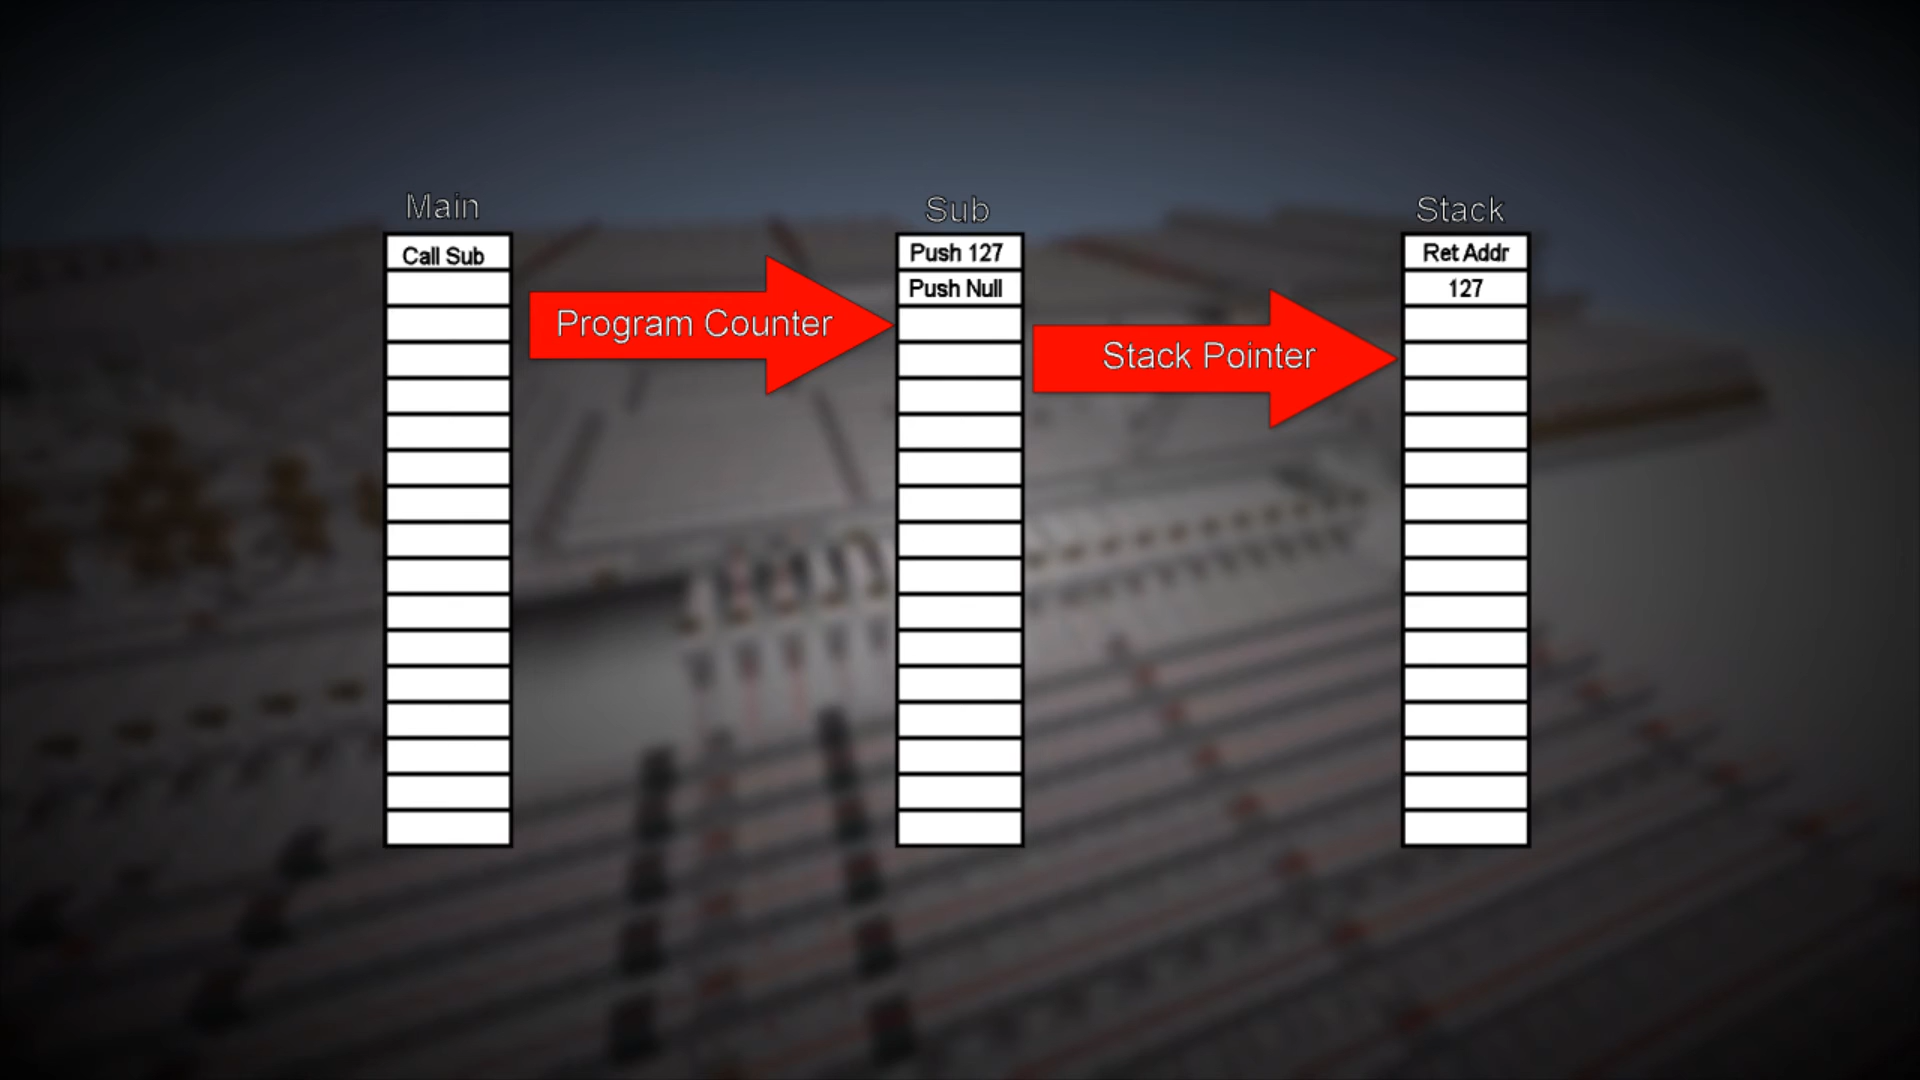 Main
Call Sub
Program Counter
Sub
Push 127
Push Null
Stack Pointer
Stack
Ret Addr
127